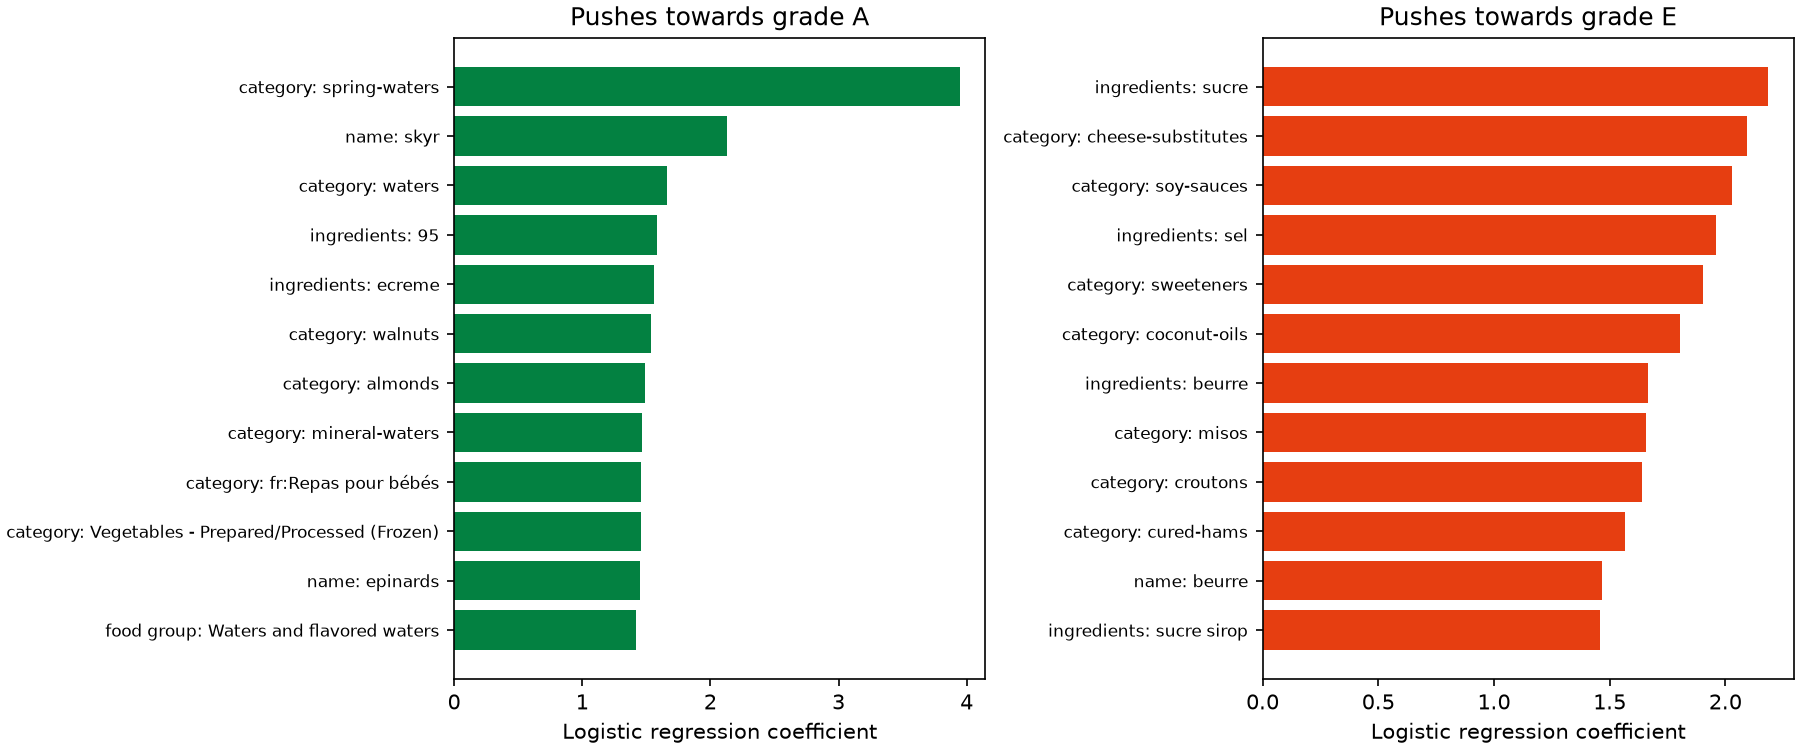 Pushes towards grade A
category: spring-waters
name: skyr
category: waters
ingredients: 95
ingredients: ecreme
category: walnuts
category: almonds
category: mineral-waters
category: fr:Repas pour bébés
category: Vegetables - Prepared/Processed (Frozen)
name: epinards
food group: Waters and flavored waters
0 1 2 3 4
Logistic regression coefficient
Pushes towards grade E
ingredients: sucre
category: cheese-substitutes
category: soy-sauces
ingredients: sel
category: sweeteners
category: coconut-oils
ingredients: beurre
category: misos
category: croutons
category: cured-hams
name: beurre
ingredients: sucre sirop
0.0 0.5 1.0 1.5 2.0
Logistic regression coefficient